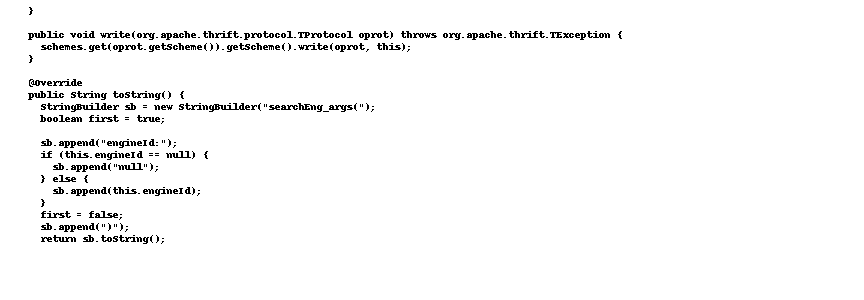 }

public void write(org.apache.thrift.protocol.TProtocol oprot) throws org.apache.thrift.TException {
  schemes.get(oprot.getScheme()).getScheme().write(oprot, this);
}

@Override
public String toString() {
  StringBuilder sb = new StringBuilder("searchEng_args(");
  boolean first = true;

  sb.append("engineId:");
  if (this.engineId == null) {
    sb.append("null");
  } else {
    sb.append(this.engineId);
  }
  first = false;
  sb.append(")");
  return sb.toString();